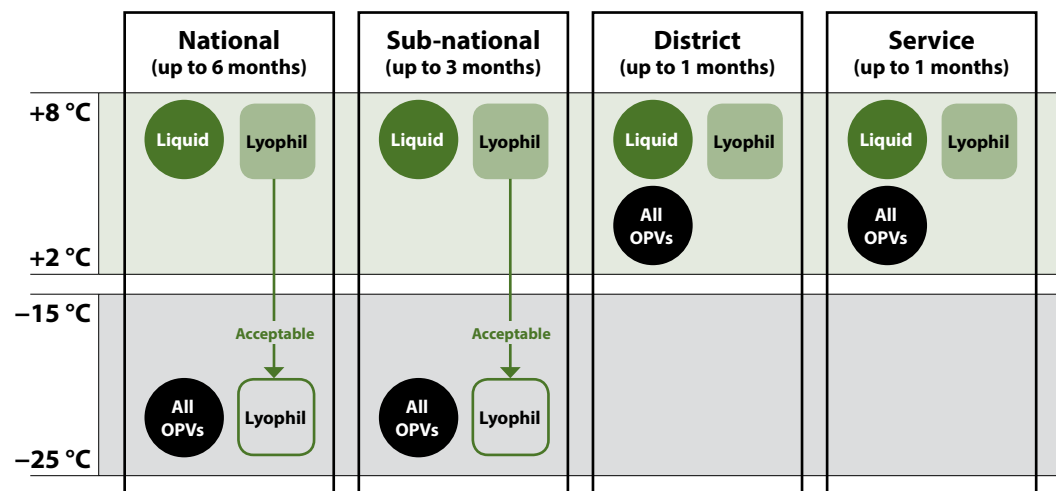 National
(up to 6 months)
Sub-national
(up to 3 months)
District
(up to 1 months)
Service
(up to 1 months)
+8 °C
Liquid
Lyophil
Liquid
Lyophil
Liquid
Lyophil
Liquid
Lyophil
All
OPVs
All
OPVs
+2 °C
−15 °C
Acceptable
Acceptable
All
OPVs
Lyophil
All
OPVs
Lyophil
−25 °C